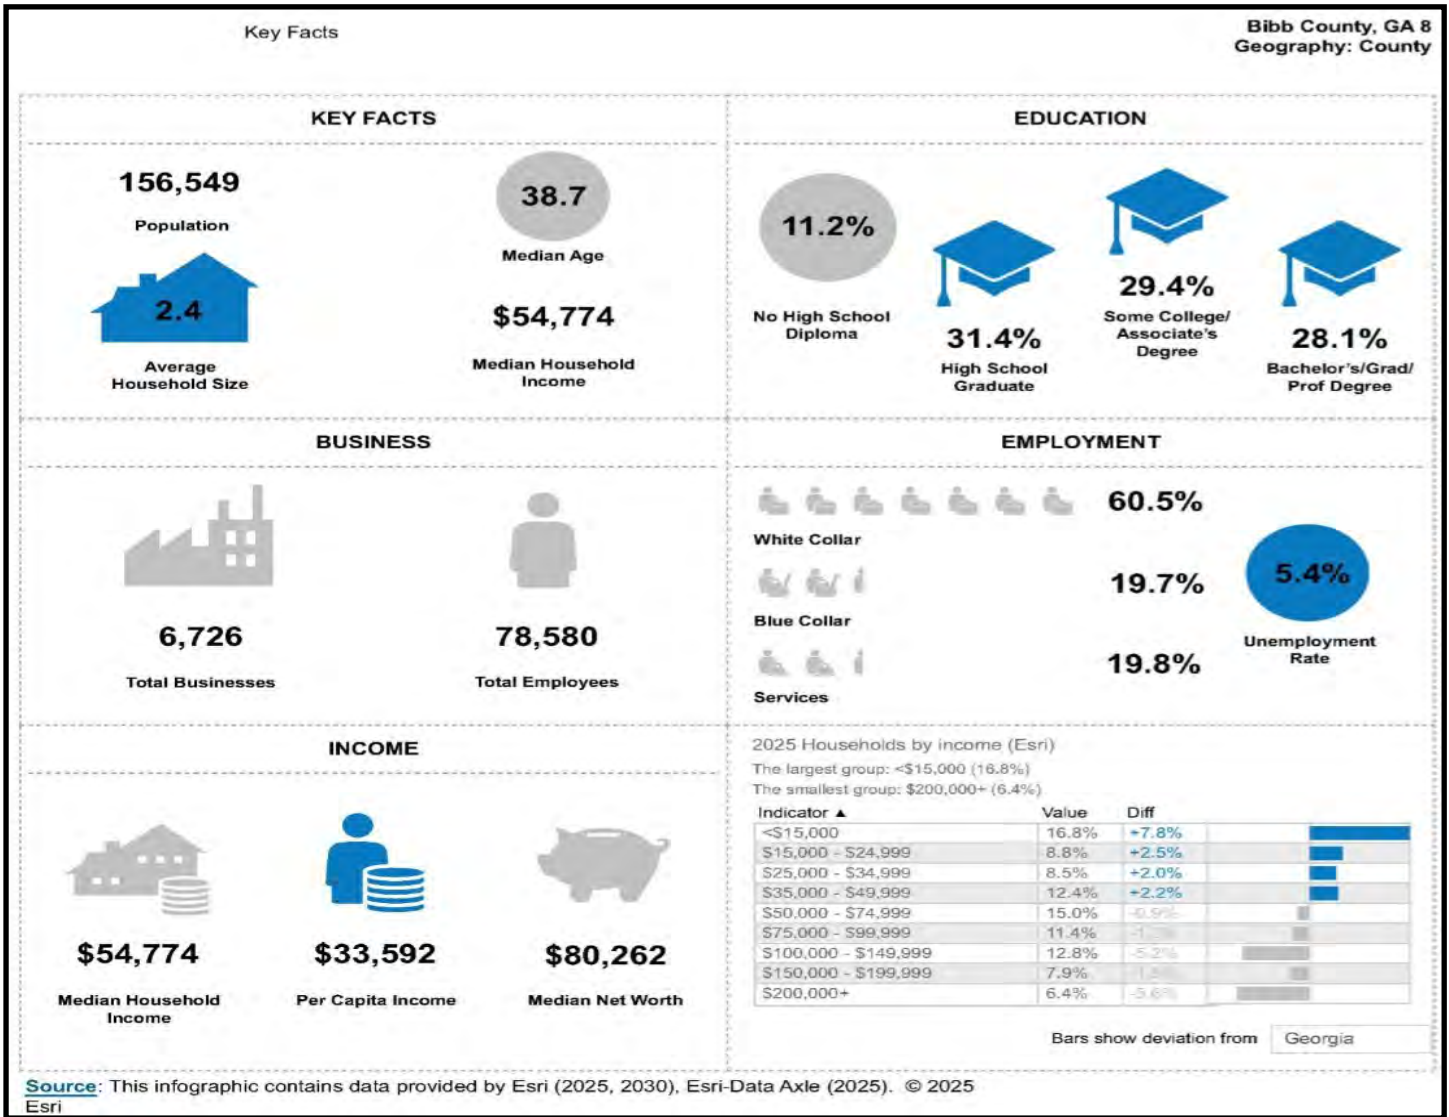 Key Facts
Bibb County, GA 8
Geography: County
KEY FACTS
156,549
Population
38.7
Median Age
2.4
Average
Household Size
$54,774
Median Household
Income
EDUCATION
11.2%
No High School
Diploma
31.4%
High School
Graduate
29.4%
Some College/
Associate's
Degree
28.1%
Bachelor's/Grad/
Prof Degree
BUSINESS
6,726
Total Businesses
78,580
Total Employees
EMPLOYMENT
60.5%
White Collar
19.7%
Blue Collar
19.8%
Services
5.4%
Unemployment
Rate
INCOME
$54,774
Median Household
Income
$33,592
Per Capita Income
$80,262
Median Net Worth
2025 Households by income (Esri)
The largest group: <$15,000 (16.8%)
The smallest group: $200,000+ (6.4%)
Indicator ▲ Value Diff
<$15,000 16.8% +7.8%
$15,000 - $24,999 8.8% +2.5%
$25,000 - $34,999 8.5% +2.0%
$35,000 - $49,999 12.4% +2.2%
$50,000 - $74,999 15.0% -0.9%
$75,000 - $99,999 11.4%
$100,000 - $149,999 12.8% -5.2%
$150,000 - $199,999 7.9%
$200,000+ 6.4% -5.6%
Bars show deviation from Georgia
Source: This infographic contains data provided by Esri (2025, 2030), Esri-Data Axle (2025). © 2025
Esri